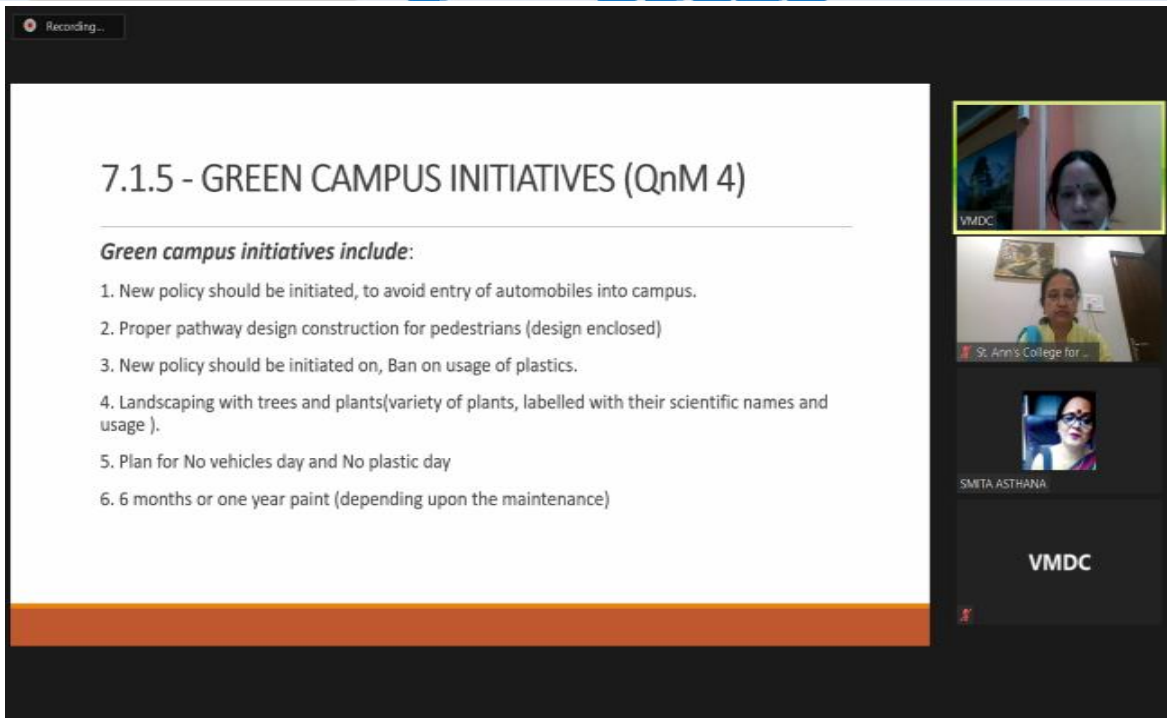 Recording...
7.1.5 - GREEN CAMPUS INITIATIVES (QnM 4)
Green campus initiatives include:
1. New policy should be initiated, to avoid entry of automobiles into campus.
2. Proper pathway design construction for pedestrians (design enclosed)
3. New policy should be initiated on, Ban on usage of plastics.
4. Landscaping with trees and plants(variety of plants, labelled with their scientific names and
usage ).
5. Plan for No vehicles day and No plastic day
6. 6 months or one year paint (depending upon the maintenance)
VMDC
St. Ann's College for ...
SMITA ASTHANA
VMDC